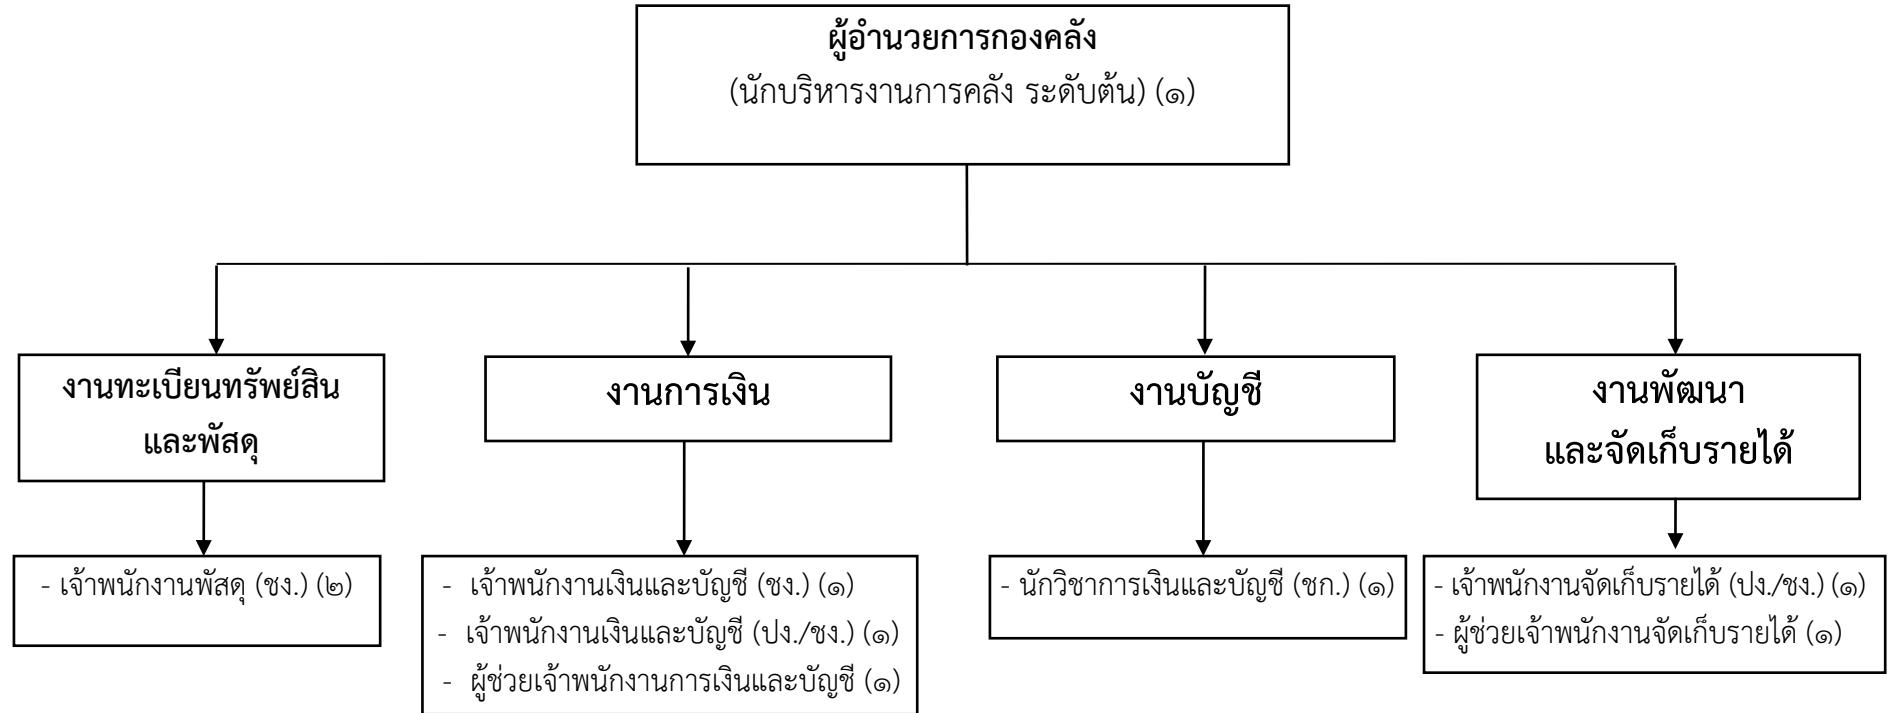 ผู้อำนวยการกองคลัง
(นักบริหารงานการคลัง ระดับต้น) (๑)
งานทะเบียนทรัพย์สิน
และพัสดุ
งานการเงิน
งานบัญชี
งานพัฒนา
และจัดเก็บรายได้
- เจ้าพนักงานพัสดุ (ชง.) (๒)
- เจ้าพนักงานเงินและบัญชี (ชง.) (๑)
- เจ้าพนักงานเงินและบัญชี (ปง./ชง.) (๑)
- ผู้ช่วยเจ้าพนักงานการเงินและบัญชี (๑)
- นักวิชาการเงินและบัญชี (ชก.) (๑)
- เจ้าพนักงานจัดเก็บรายได้ (ปง./ชง.) (๑)
- ผู้ช่วยเจ้าพนักงานจัดเก็บรายได้ (๑)